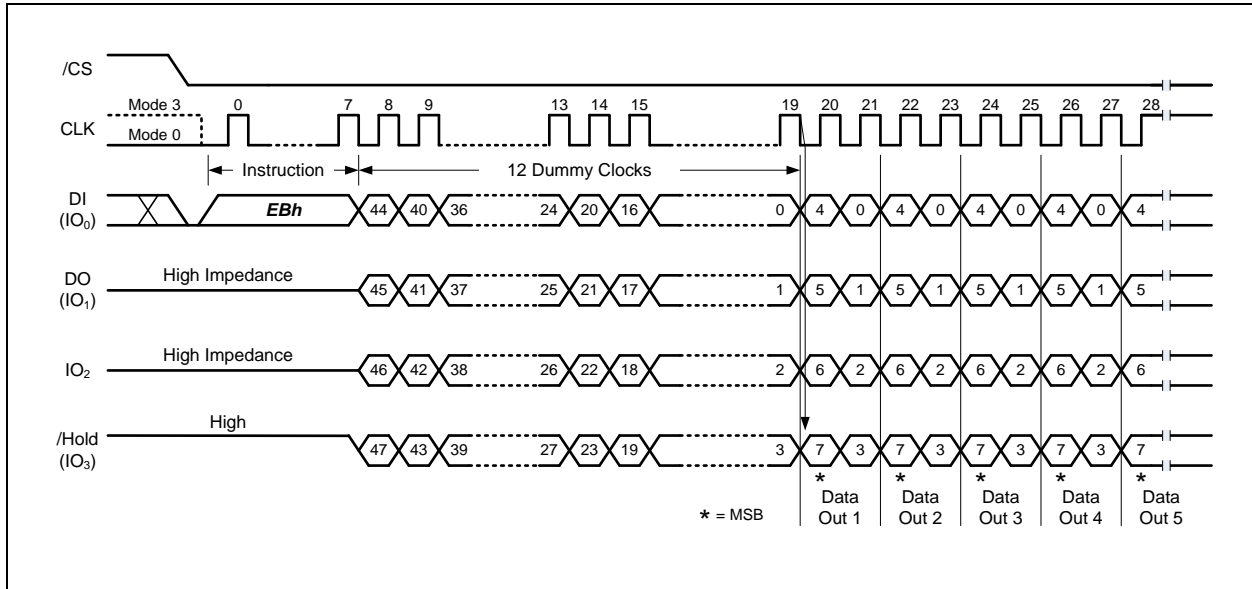 /CS
Mode 3
CLK
Mode 0
0 7 8 9 13 14 15 19 20 21 22 23 24 25 26 27 28
Instruction
12 Dummy Clocks
DI
(IO0)
EBh
44 40 36 24 20 16 0 4 0 4 0 4 0 4 0 4
DO
(IO1)
High Impedance
45 41 37 25 21 17 1 5 1 5 1 5 1 5 1 5
IO2
High Impedance
46 42 38 26 22 18 2 6 2 6 2 6 2 6 2 6
/Hold
(IO3)
High
47 43 39 27 23 19 3 7 3 7 3 7 3 7 3 7
* * * * *
* = MSB
Data Out 1
Data Out 2
Data Out 3
Data Out 4
Data Out 5